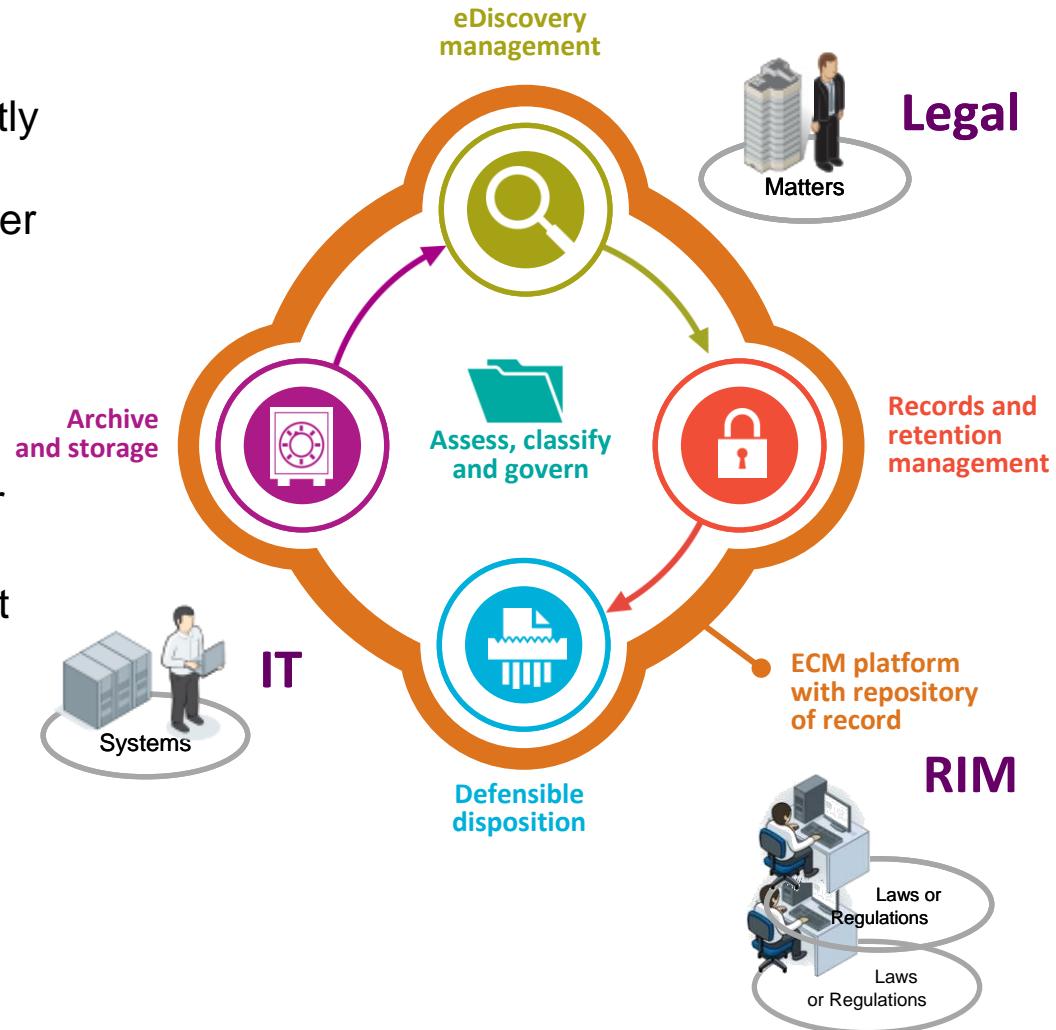 eDiscovery
management
tly
er
Legal
Matters
Archive
and storage
Assess, classify
and govern
Records and
retention
management
r
t
IT
Systems
ECM platform
with repository
of record
RIM
Defensible
disposition
Laws or
Regulations
Laws
or Regulations